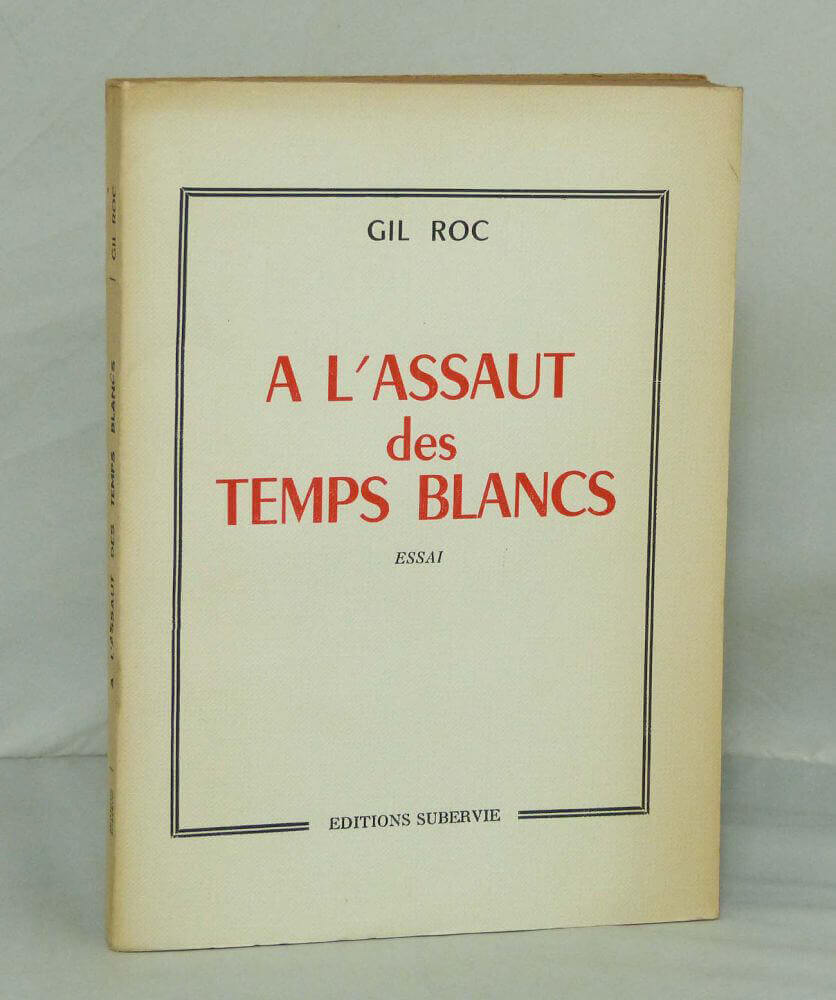 GIL ROC
A L'ASSAUT
des
TEMPS BLANCS
ESSAI
EDITIONS SUBERVIE
A L'ASSAUT DES TEMPS BLANCS / GIL ROC